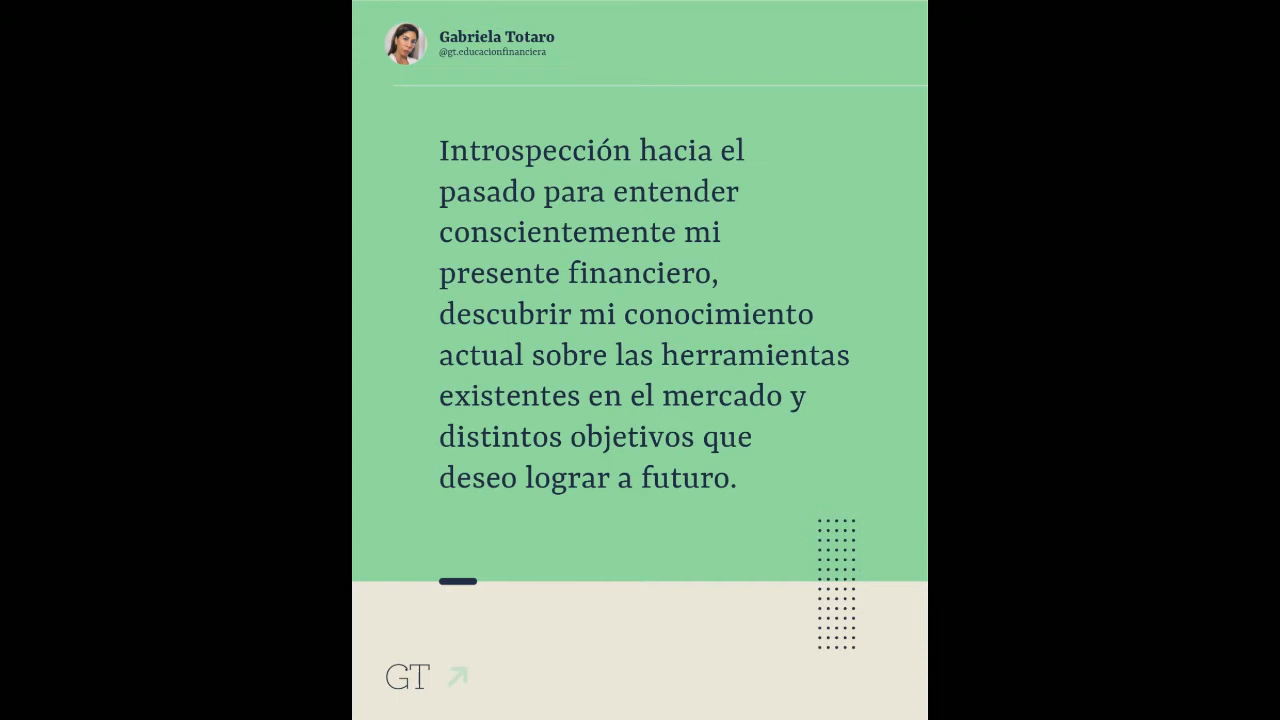 Gabriela Totaro
@gt.educacionfinanciera
Introspección hacia el
pasado para entender
conscientemente mi
presente financiero,
descubrir mi conocimiento
actual sobre las herramientas
existentes en el mercado y
distintos objetivos que
deseo lograr a futuro.
GT